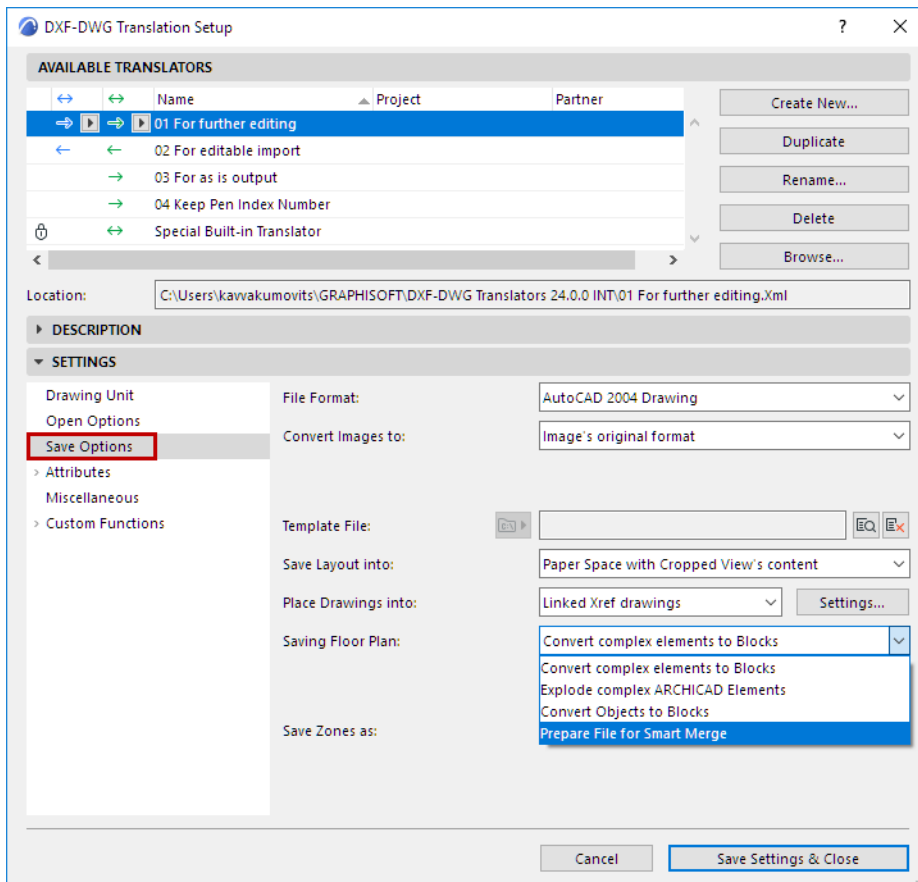 DXF-DWG Translation Setup
AVAILABLE TRANSLATORS
Name Project Partner
01 For further editing
02 For editable import
03 For as is output
04 Keep Pen Index Number
Special Built-in Translator
Create New...
Duplicate
Rename...
Delete
Browse...
Location: C:\Users\kavvakumovits\GRAPHISOFT\DXF-DWG Translators 24.0.0 INT\01 For further editing.Xml
DESCRIPTION
SETTINGS
Drawing Unit
Open Options
Save Options
Attributes
Miscellaneous
Custom Functions
File Format: AutoCAD 2004 Drawing
Convert Images to: Image's original format
Template File:
Save Layout into: Paper Space with Cropped View's content
Place Drawings into: Linked Xref drawings Settings...
Saving Floor Plan: Convert complex elements to Blocks
Convert complex elements to Blocks
Explode complex ARCHICAD Elements
Convert Objects to Blocks
Prepare File for Smart Merge
Save Zones as:
Cancel Save Settings & Close